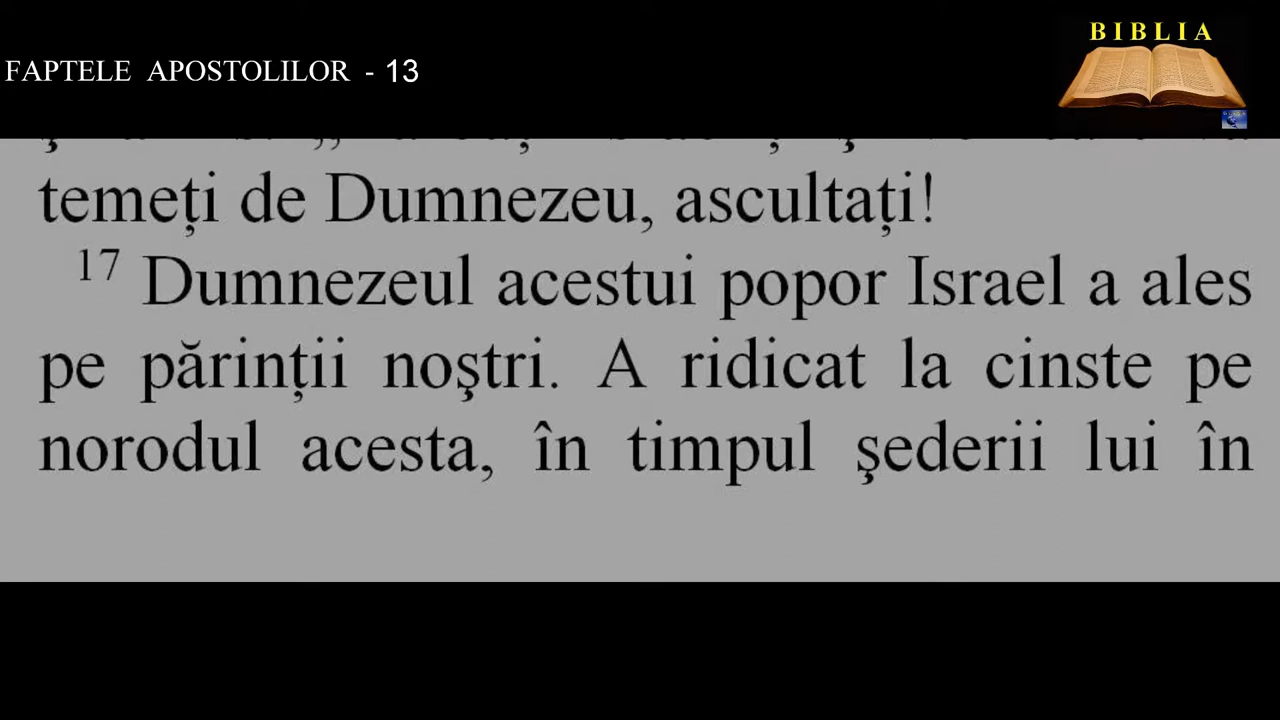 BIBLIA
FAPTELE APOSTOLILOR - 13
temeți de Dumnezeu, ascultați!
17 Dumnezeul acestui popor Israel a ales
pe părinții noştri. A ridicat la cinste pe
norodul acesta, în timpul şederii lui în